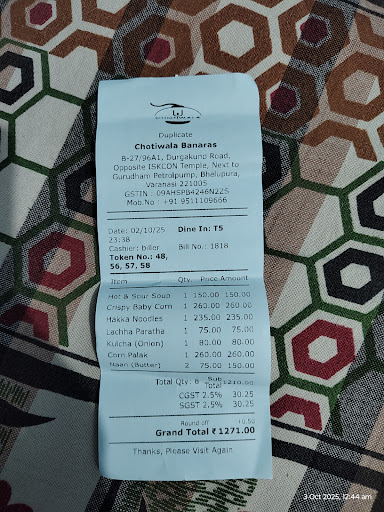 CHOTIWALA
Duplicate
Chotiwala Banaras
B-27/96A1, Durgakund Road,
Opposite ISKCON Temple, Next to
Gurudham Petrolpump, Bhelupura,
Varanasi 221005
GSTIN : 09AHSPB4246N2ZS
Mob.No : +91 9511109666
Date: 02/10/25 Dine In: T5
23:38
Cashier: biller Bill No.: 1818
Token No.: 48,
56, 57, 58
Item Qty. Price Amount
Hot & Sour Soup 1 150.00 150.00
Crispy Baby Corn 1 260.00 260.00
Hakka Noodles 1 235.00 235.00
Lachha Paratha 1 75.00 75.00
Kulcha (Onion) 1 80.00 80.00
Corn Palak 1 260.00 260.00
Naan (Butter) 2 75.00 150.00
Total Qty: 8 Sub Total 1210.00
CGST 2.5% 30.25
SGST 2.5% 30.25
Round off +0.50
Grand Total ₹ 1271.00
Thanks, Please Visit Again
3 Oct 2025, 12:44 am